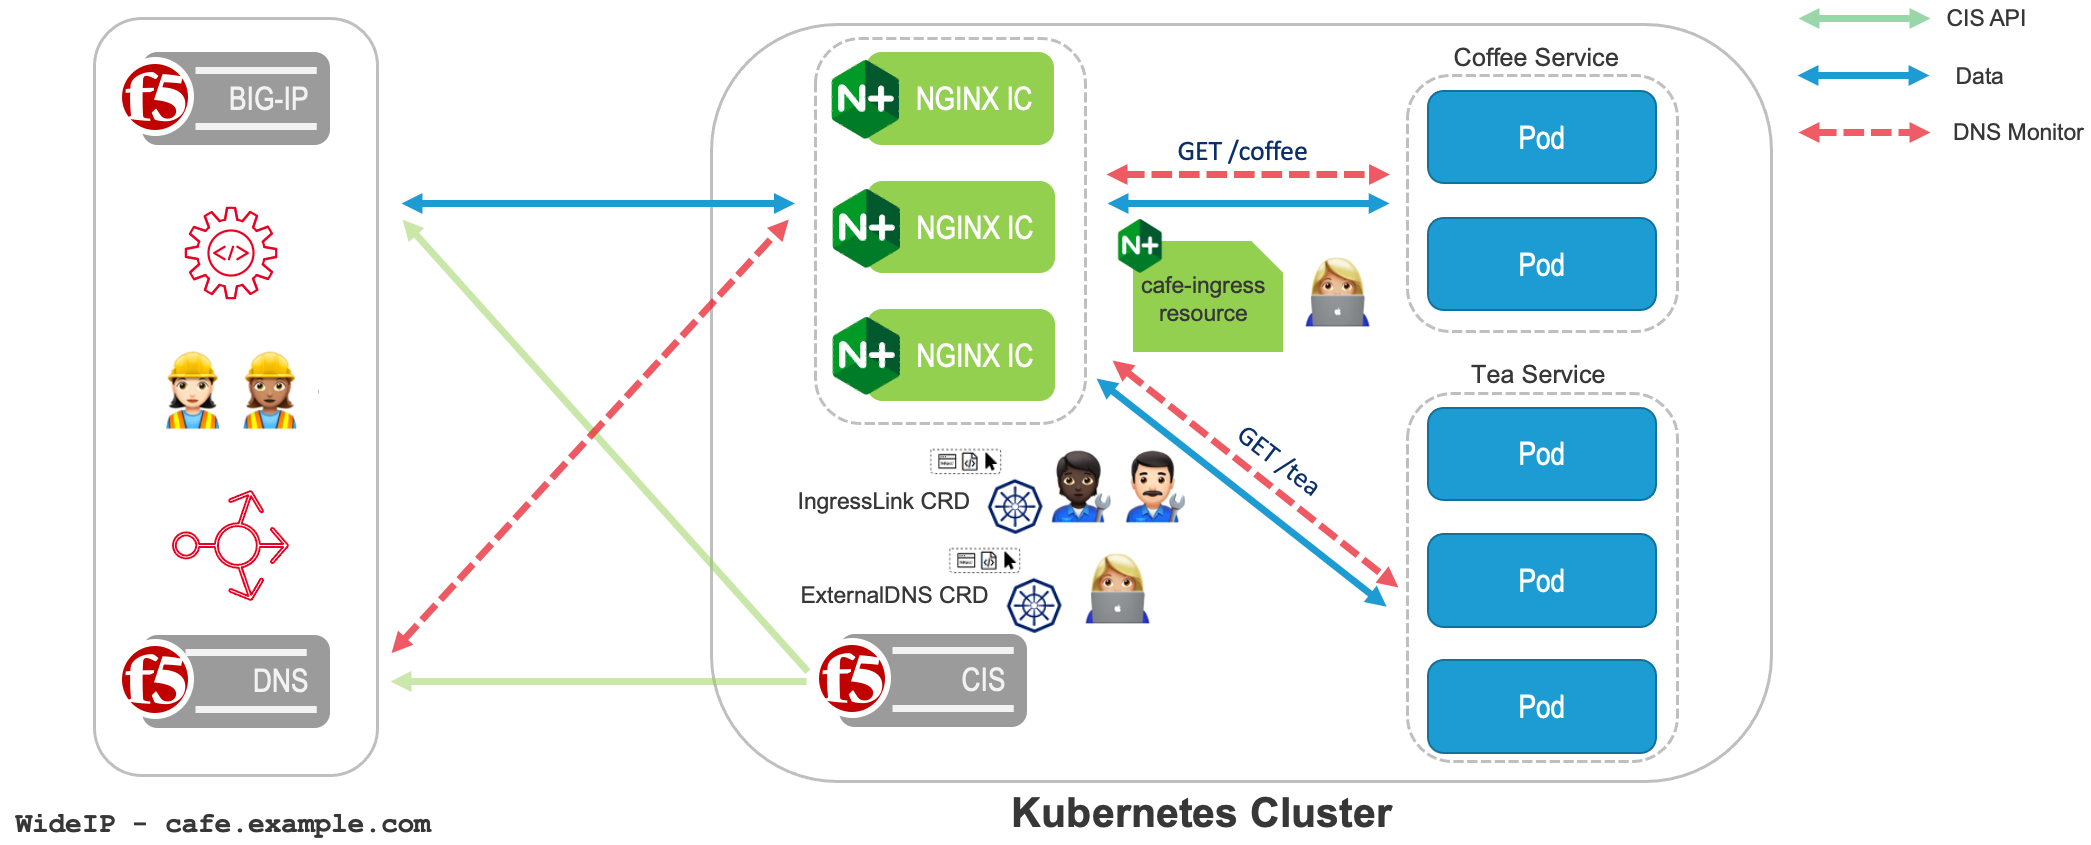 f5
BIG-IP
f5
DNS
WideIP - cafe.example.com
N+
NGINX IC
N+
NGINX IC
N+
NGINX IC
IngressLink CRD
ExternalDNS CRD
f5
CIS
GET /coffee
N+
cafe-ingress
resource
GET /tea
Coffee Service
Pod
Pod
Tea Service
Pod
Pod
Pod
Kubernetes Cluster
CIS API
Data
DNS Monitor